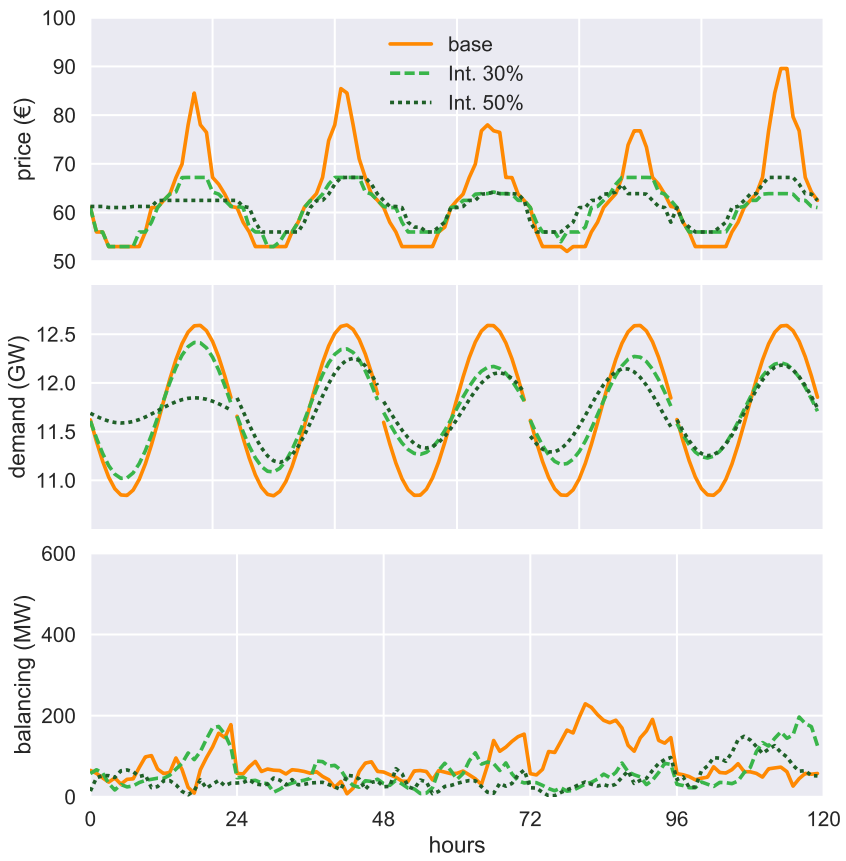 100
90
80
70
60
50
price (€)
base
Int. 30%
Int. 50%
12.5
12.0
11.5
11.0
demand (GW)
600
400
200
0
balancing (MW)
0 24 48 72 96 120
hours